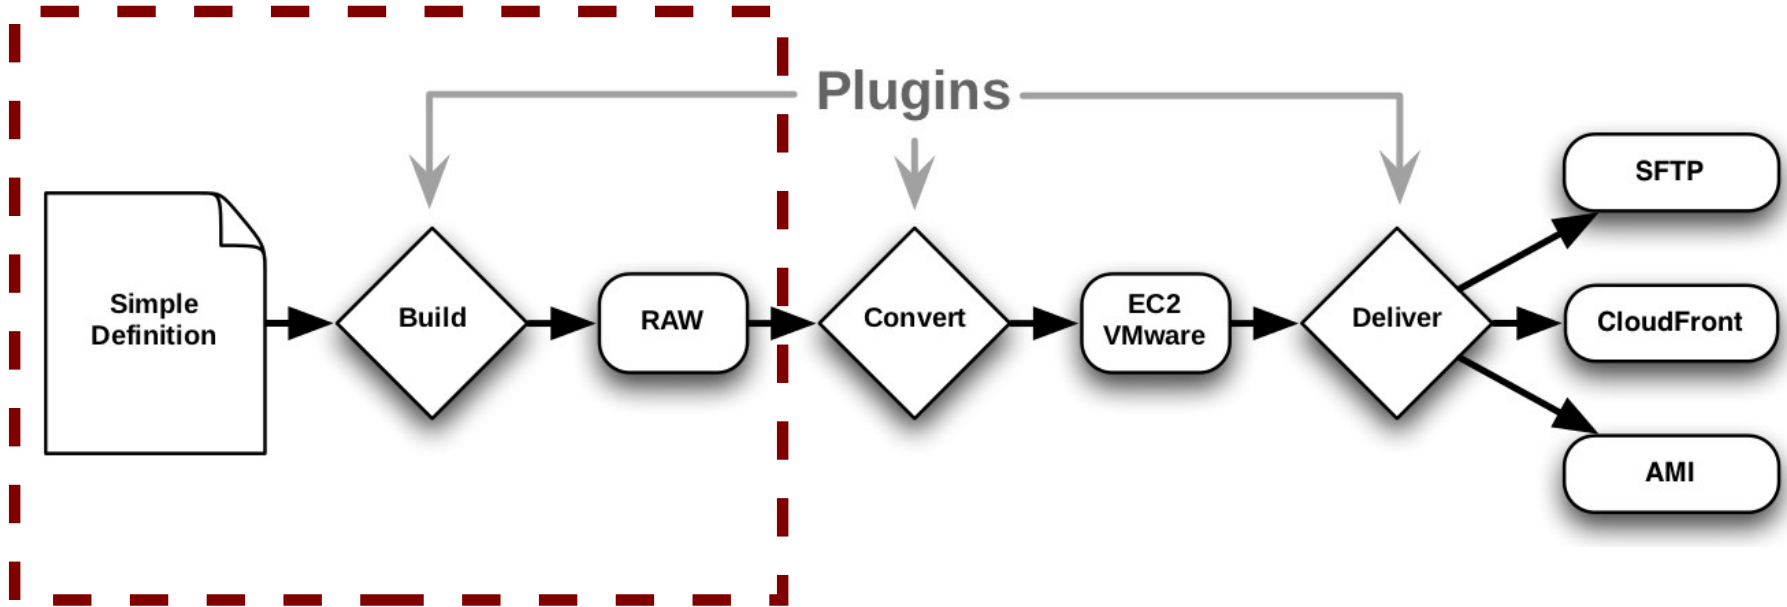 Plugins
Simple
Definition
Build
RAW
Convert
EC2
VMware
Deliver
SFTP
CloudFront
AMI